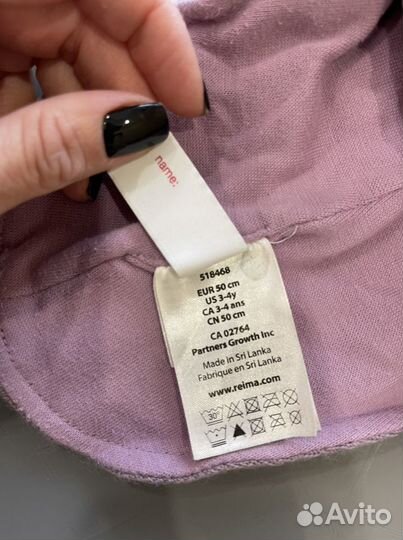 name:
518468
EUR 50 cm
US 3-4y
CA 3-4 ans
CN 50 cm
CA 02764
Partners Growth Inc
Made in Sri Lanka
Fabriqué en Sri Lanka
www.reima.com
30°
Avito